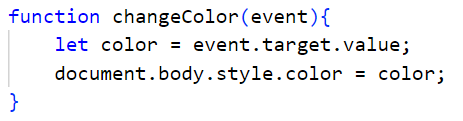 function changeColor(event){
    let color = event.target.value;
    document.body.style.color = color;
}